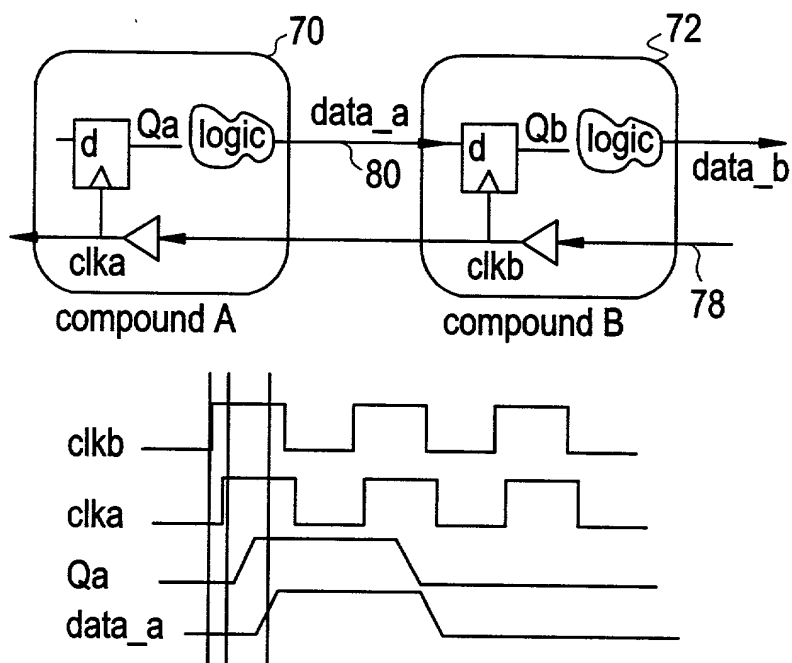 70
72
d
Qa
logic
data_a
80
d
Qb
logic
data_b
clka
clkb
78
compound A
compound B
clkb
clka
Qa
data_a